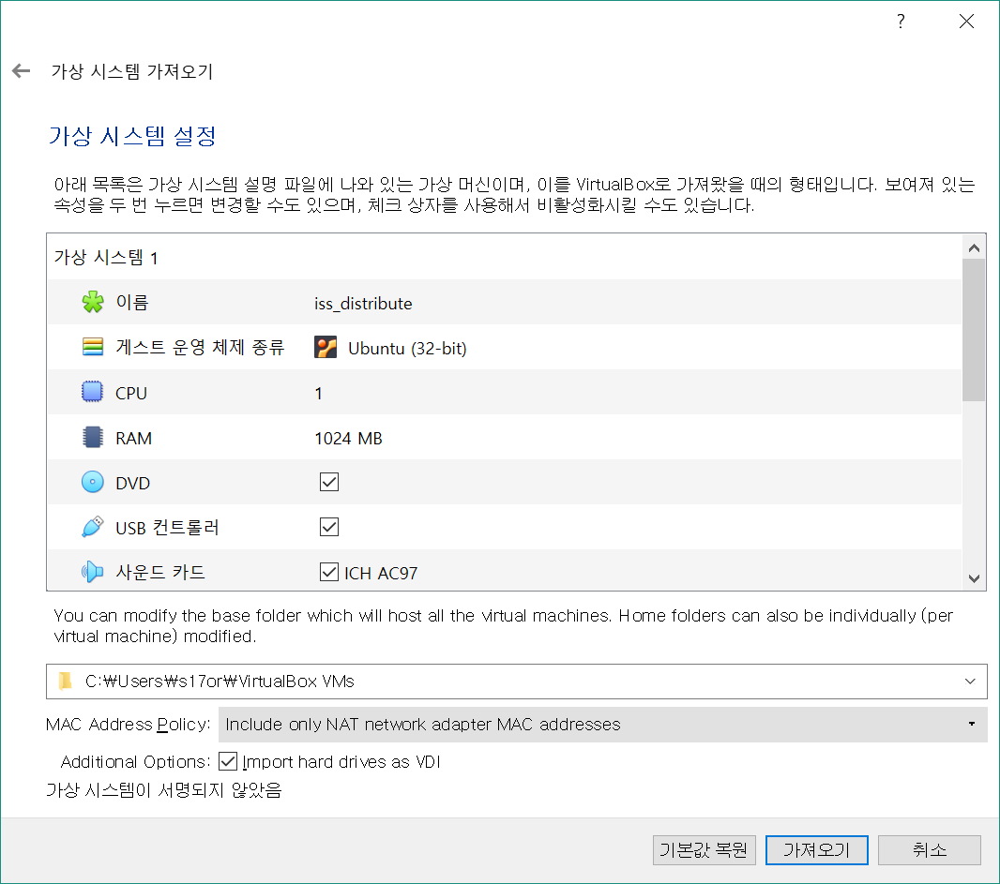 ?
가상 시스템 가져오기
가상 시스템 설정
아래 목록은 가상 시스템 설명 파일에 나와 있는 가상 머신이며, 이를 VirtualBox로 가져왔을 때의 형태입니다. 보여져 있는
속성을 두 번 누르면 변경할 수도 있으며, 체크 상자를 사용해서 비활성화시킬 수도 있습니다.
가상 시스템 1
이름 iss_distribute
게스트 운영 체제 종류 Ubuntu (32-bit)
CPU 1
RAM 1024 MB
DVD
USB 컨트롤러
사운드 카드 ICH AC97
You can modify the base folder which will host all the virtual machines. Home folders can also be individually (per
virtual machine) modified.
C:₩Users₩s17or₩VirtualBox VMs
MAC Address Policy: Include only NAT network adapter MAC addresses
Additional Options: Import hard drives as VDI
가상 시스템이 서명되지 않았음
기본값 복원 가져오기 취소